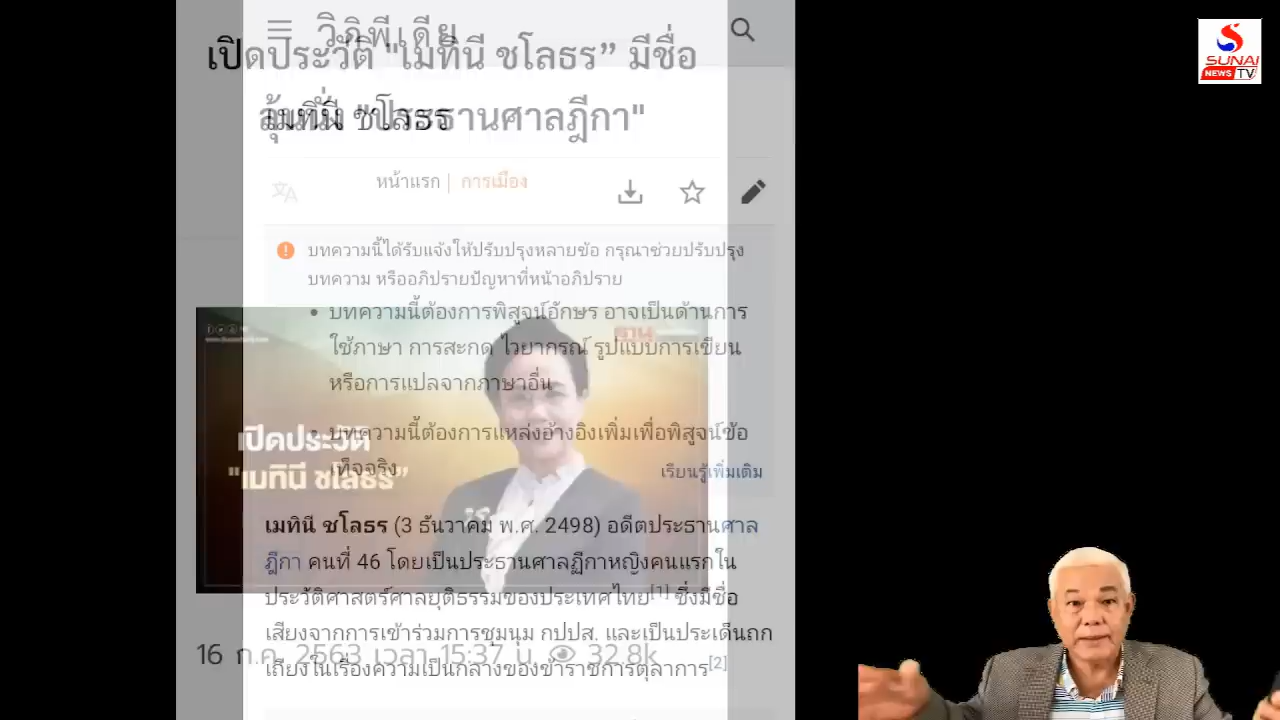 วิกิพีเดีย
เปิดประวัติ "เมทินี ชโลธร” มีชื่อ
ลุ้นนั่ง "ประธานศาลฎีกา"
เมทินี ชโลธร
หน้าแรก | การเมือง
บทความนี้ได้รับแจ้งให้ปรับปรุงหลายข้อ กรุณาช่วยปรับปรุง
บทความ หรืออภิปรายปัญหาที่หน้าอภิปราย
• บทความนี้ต้องการพิสูจน์อักษร อาจเป็นด้านการ
ใช้ภาษา การสะกด ไวยากรณ์ รูปแบบการเขียน
หรือการแปลจากภาษาอื่น
• บทความนี้ต้องการแหล่งอ้างอิงเพิ่มเพื่อพิสูจน์ข้อ
เท็จจริง
เรียนรู้เพิ่มเติม
เปิดประวัติ
"เมทินี ชโลธร”
เมทินี ชโลธร (3 ธันวาคม พ.ศ. 2498) อดีตประธานศาล
ฎีกา คนที่ 46 โดยเป็นประธานศาลฎีกาหญิงคนแรกใน
ประวัติศาสตร์ศาลยุติธรรมของประเทศไทย[1] ซึ่งมีชื่อ
เสียงจากการเข้าร่วมการชุมนุม กปปส. และเป็นประเด็นถก
เถียงในเรื่องความเป็นกลางของข้าราชการตุลาการ[2]
16 ก.ค. 2563 เวลา 15:37 น. 32.8k
SUNAI
NEWS TV